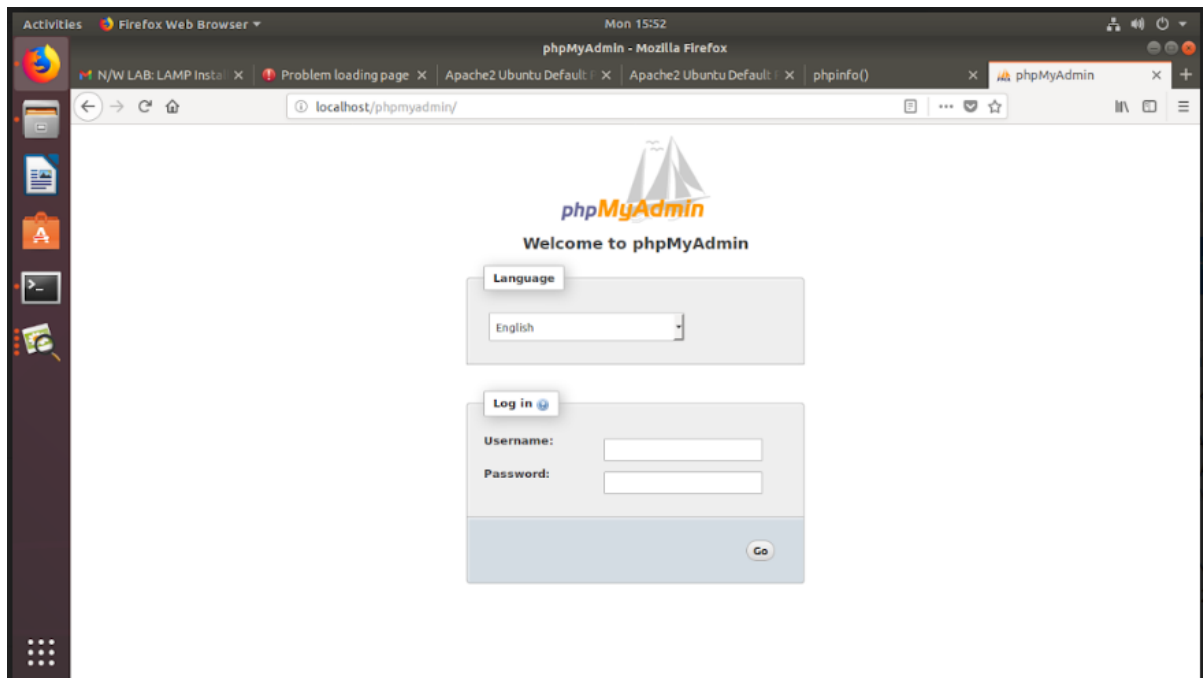 Activities Firefox Web Browser Mon 15:52
phpMyAdmin - Mozilla Firefox
N/W LAB: LAMP Instal Problem loading page Apache2 Ubuntu Default Apache2 Ubuntu Default phpinfo() phpMyAdmin
localhost/phpmyadmin/
phpMyAdmin
Welcome to phpMyAdmin
Language
English
Log in
Username:
Password:
Go